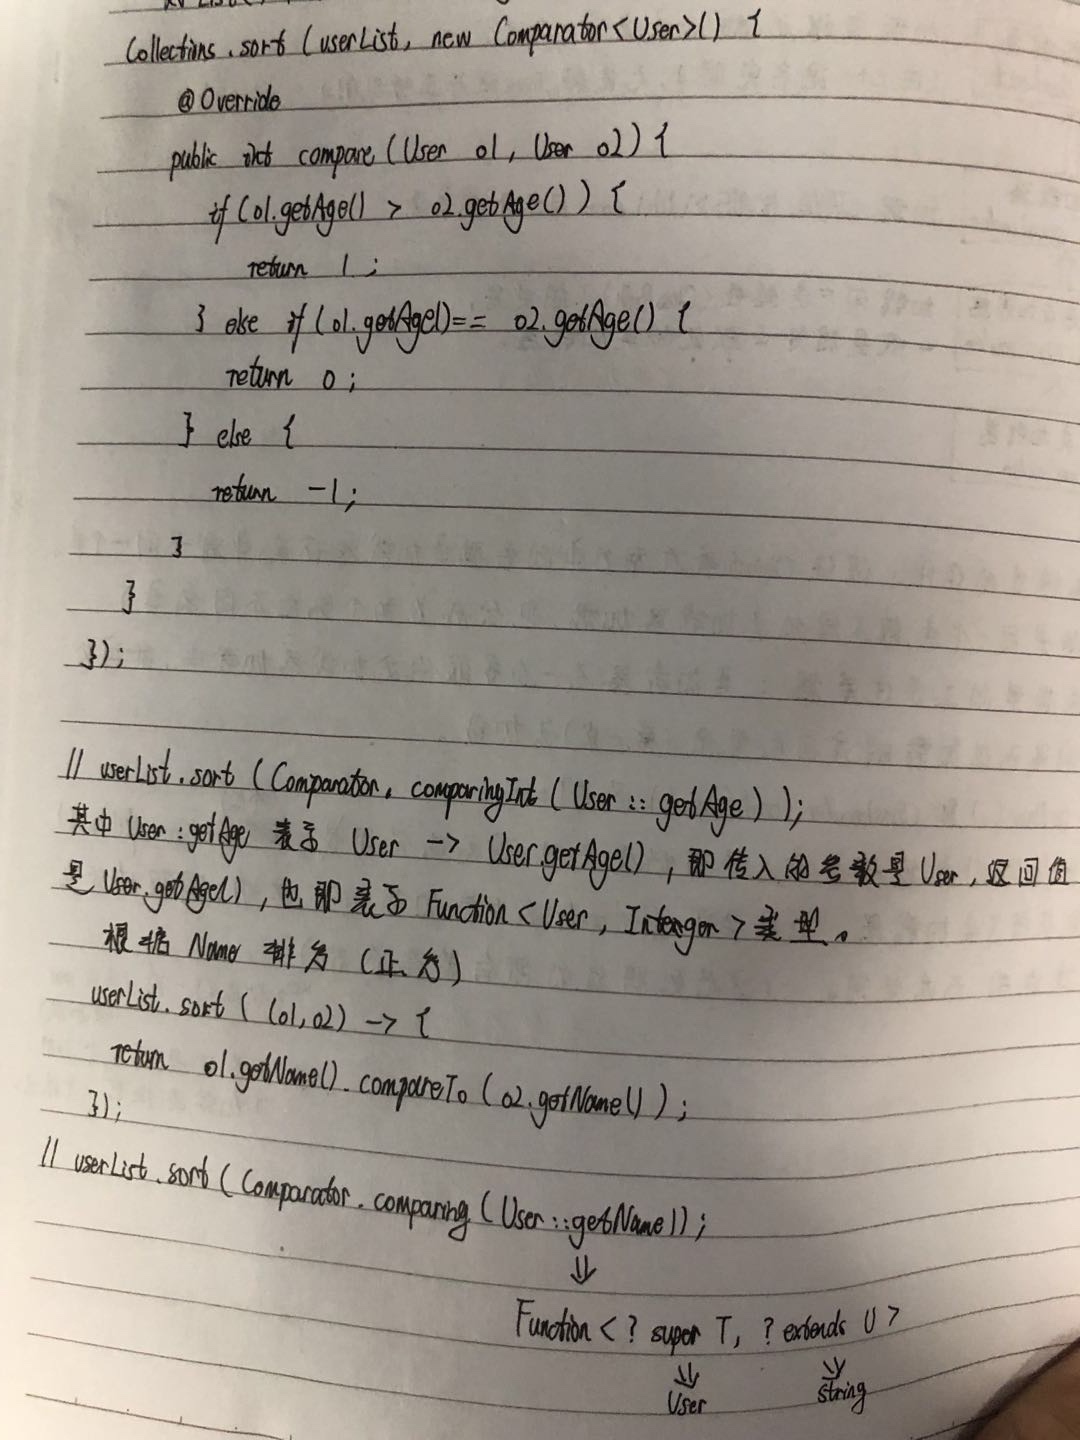 Collections.sort (userList, new Comparator<User>() {
@Override
public int compare (User o1, User o2) {
if (o1.getAge() > o2.getAge()) {
return 1;
} else if (o1.getAge()== o2.getAge() {
return 0;
} else {
return -1;
}
}
});
// userList.sort (Comparator. comparingInt (User :: getAge));
其中 User : getAge 表示 User -> User.getAge(), 即传入的参数是 User, 返回值
是 User.getAge(), 也即表示 Function<User, Intenger> 类型。
根据 Name 排序 (正序)
userList.sort ( (o1,o2) -> {
return o1.getName().compareTo (o2.getName());
});
// userList.sort (Comparator.comparing (User::getName));
⇓
Function <? super T, ? extends U>
⇓ ⇓
User string